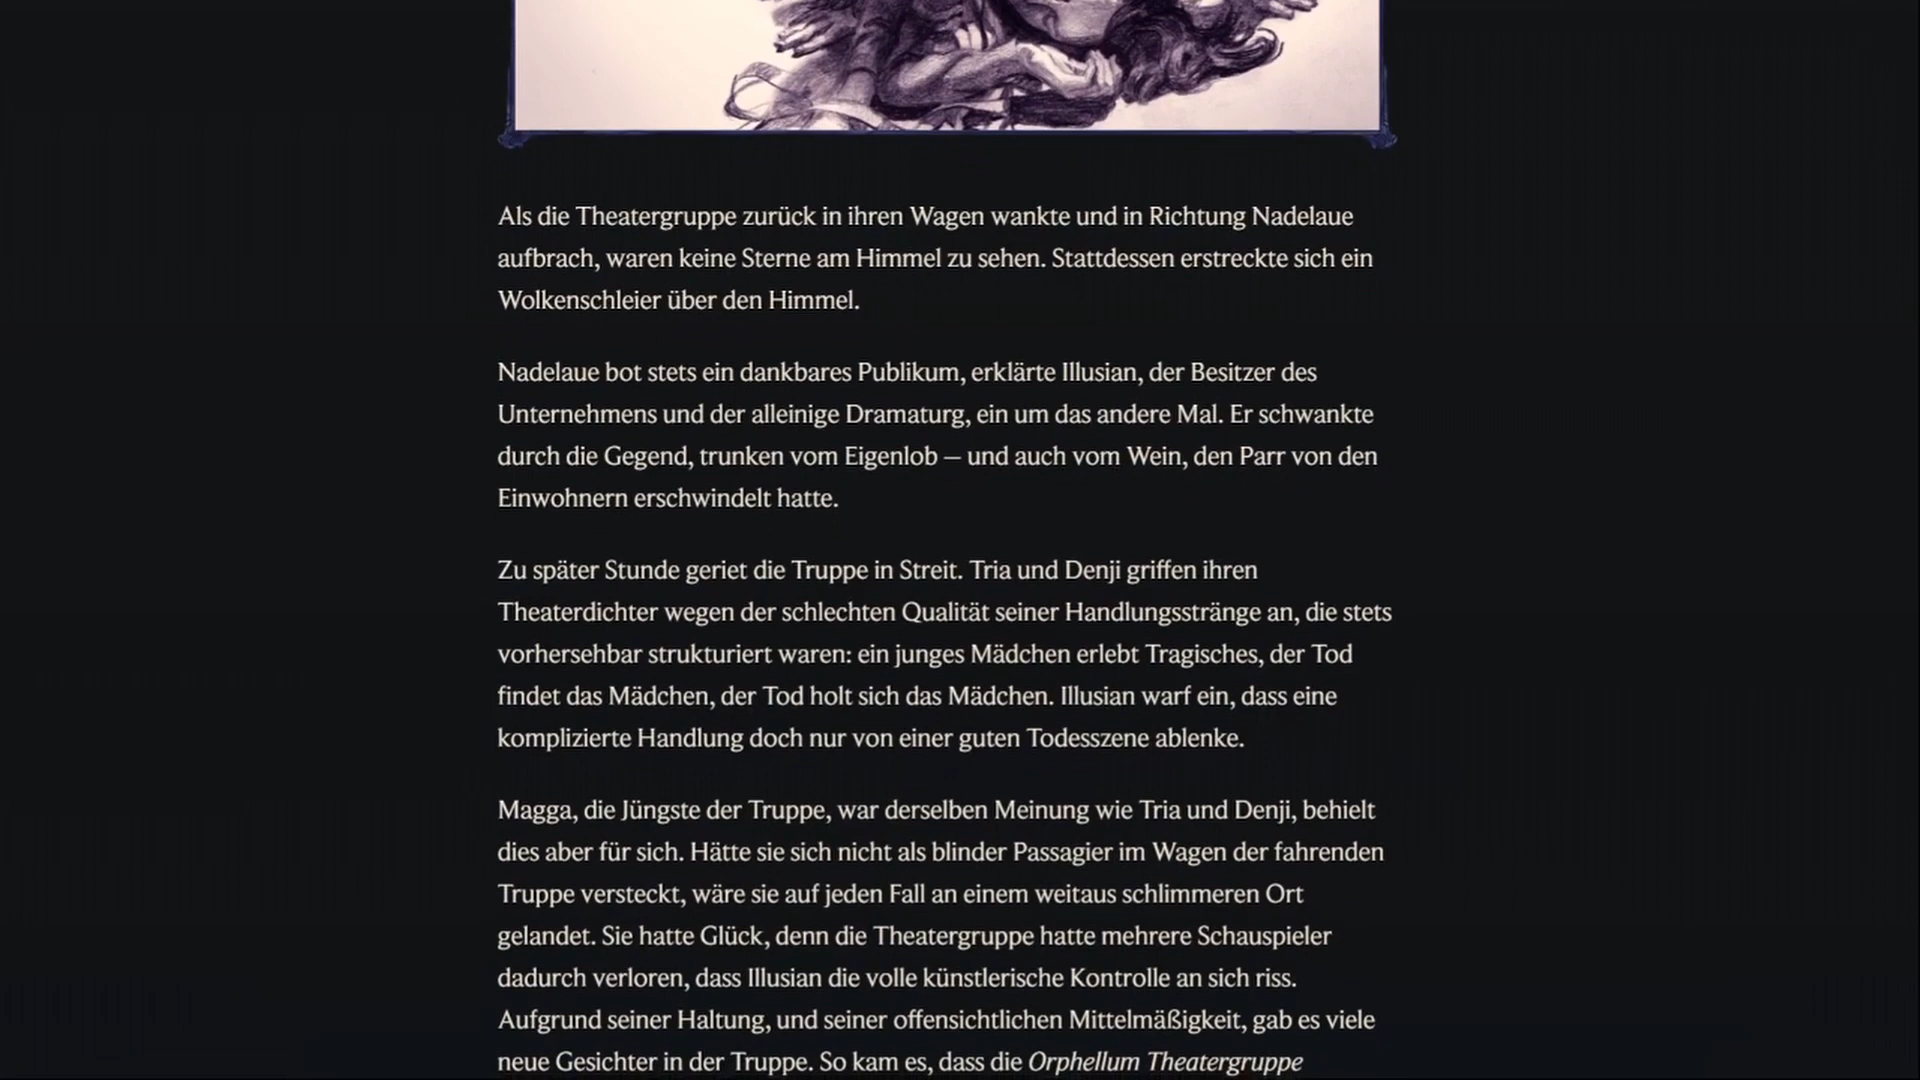 Als die Theatergruppe zurück in ihren Wagen wankte und in Richtung Nadelaue
aufbrach, waren keine Sterne am Himmel zu sehen. Stattdessen erstreckte sich ein
Wolkenschleier über den Himmel.
Nadelaue bot stets ein dankbares Publikum, erklärte Illusian, der Besitzer des
Unternehmens und der alleinige Dramaturg, ein um das andere Mal. Er schwankte
durch die Gegend, trunken vom Eigenlob – und auch vom Wein, den Parr von den
Einwohnern erschwindelt hatte.
Zu später Stunde geriet die Truppe in Streit. Tria und Denji griffen ihren
Theaterdichter wegen der schlechten Qualität seiner Handlungsstränge an, die stets
vorhersehbar strukturiert waren: ein junges Mädchen erlebt Tragisches, der Tod
findet das Mädchen, der Tod holt sich das Mädchen. Illusian warf ein, dass eine
komplizierte Handlung doch nur von einer guten Todesszene ablenke.
Magga, die Jüngste der Truppe, war derselben Meinung wie Tria und Denji, behielt
dies aber für sich. Hätte sie sich nicht als blinder Passagier im Wagen der fahrenden
Truppe versteckt, wäre sie auf jeden Fall an einem weitaus schlimmeren Ort
gelandet. Sie hatte Glück, denn die Theatergruppe hatte mehrere Schauspieler
dadurch verloren, dass Illusian die volle künstlerische Kontrolle an sich riss.
Aufgrund seiner Haltung, und seiner offensichtlichen Mittelmäßigkeit, gab es viele
neue Gesichter in der Truppe. So kam es, dass die Orphellum Theatergruppe